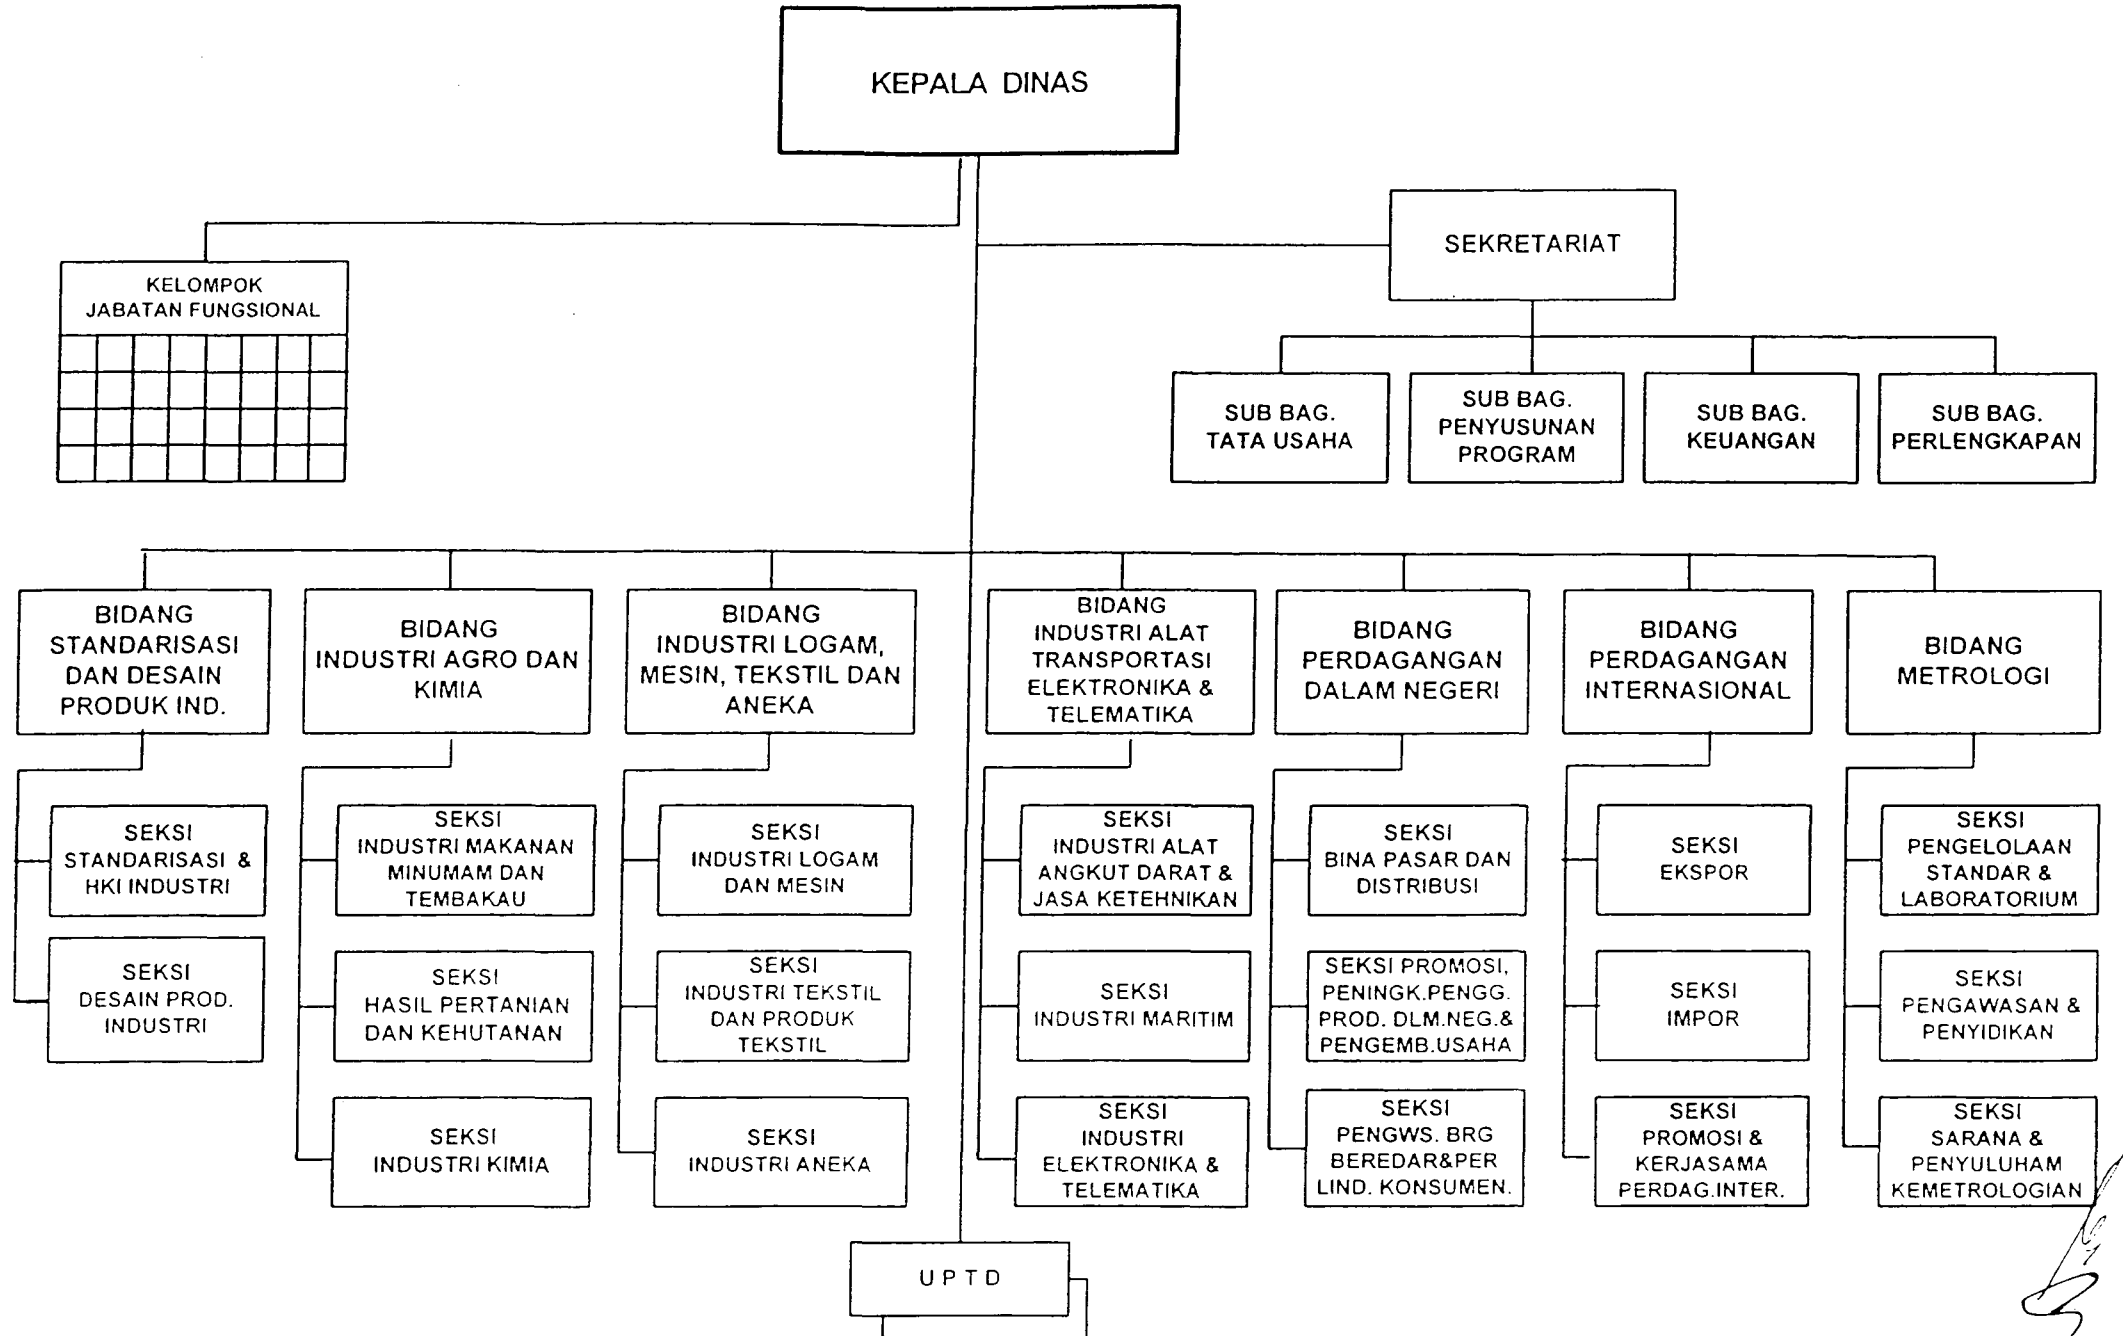 KEPALA DINAS
SEKRETARIAT
KELOMPOK
JABATAN FUNGSIONAL
SUB BAG.
TATA USAHA
SUB BAG.
PENYUSUNAN
PROGRAM
SUB BAG.
KEUANGAN
SUB BAG.
PERLENGKAPAN
BIDANG
STANDARISASI
DAN DESAIN
PRODUK IND.
BIDANG
INDUSTRI AGRO DAN
KIMIA
BIDANG
INDUSTRI LOGAM,
MESIN, TEKSTIL DAN
ANEKA
BIDANG
INDUSTRI ALAT
TRANSPORTASI
ELEKTRONIKA &
TELEMATIKA
BIDANG
PERDAGANGAN
DALAM NEGERI
BIDANG
PERDAGANGAN
INTERNASIONAL
BIDANG
METROLOGI
SEKSI
STANDARISASI &
HKI INDUSTRI
SEKSI
DESAIN PROD.
INDUSTRI
SEKSI
INDUSTRI MAKANAN
MINUMAM DAN
TEMBAKAU
SEKSI
HASIL PERTANIAN
DAN KEHUTANAN
SEKSI
INDUSTRI KIMIA
SEKSI
INDUSTRI LOGAM
DAN MESIN
SEKSI
INDUSTRI TEKSTIL
DAN PRODUK
TEKSTIL
SEKSI
INDUSTRI ANEKA
SEKSI
INDUSTRI ALAT
ANGKUT DARAT &
JASA KETEHNIKAN
SEKSI
INDUSTRI MARITIM
SEKSI
INDUSTRI
ELEKTRONIKA &
TELEMATIKA
SEKSI
BINA PASAR DAN
DISTRIBUSI
SEKSI PROMOSI,
PENINGK.PENGG.
PROD. DLM.NEG.&
PENGEMB.USAHA
SEKSI
PENGWS. BRG
BEREDAR&PER
LIND. KONSUMEN.
SEKSI
EKSPOR
SEKSI
IMPOR
SEKSI
PROMOSI &
KERJASAMA
PERDAG.INTER.
SEKSI
PENGELOLAAN
STANDAR &
LABORATORIUM
SEKSI
PENGAWASAN &
PENYIDIKAN
SEKSI
SARANA &
PENYULUHAM
KEMETROLOGIAN
U P T D